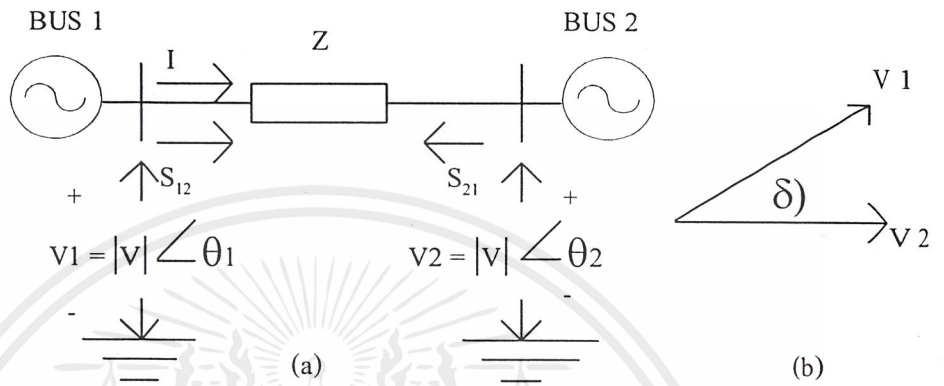 BUS 1
BUS 2
I
Z
V 1
S12
S21
δ)
V 2
+
+
V1 = |V| ∠θ1
V2 = |V| ∠θ2
-
-
(a)
(b)